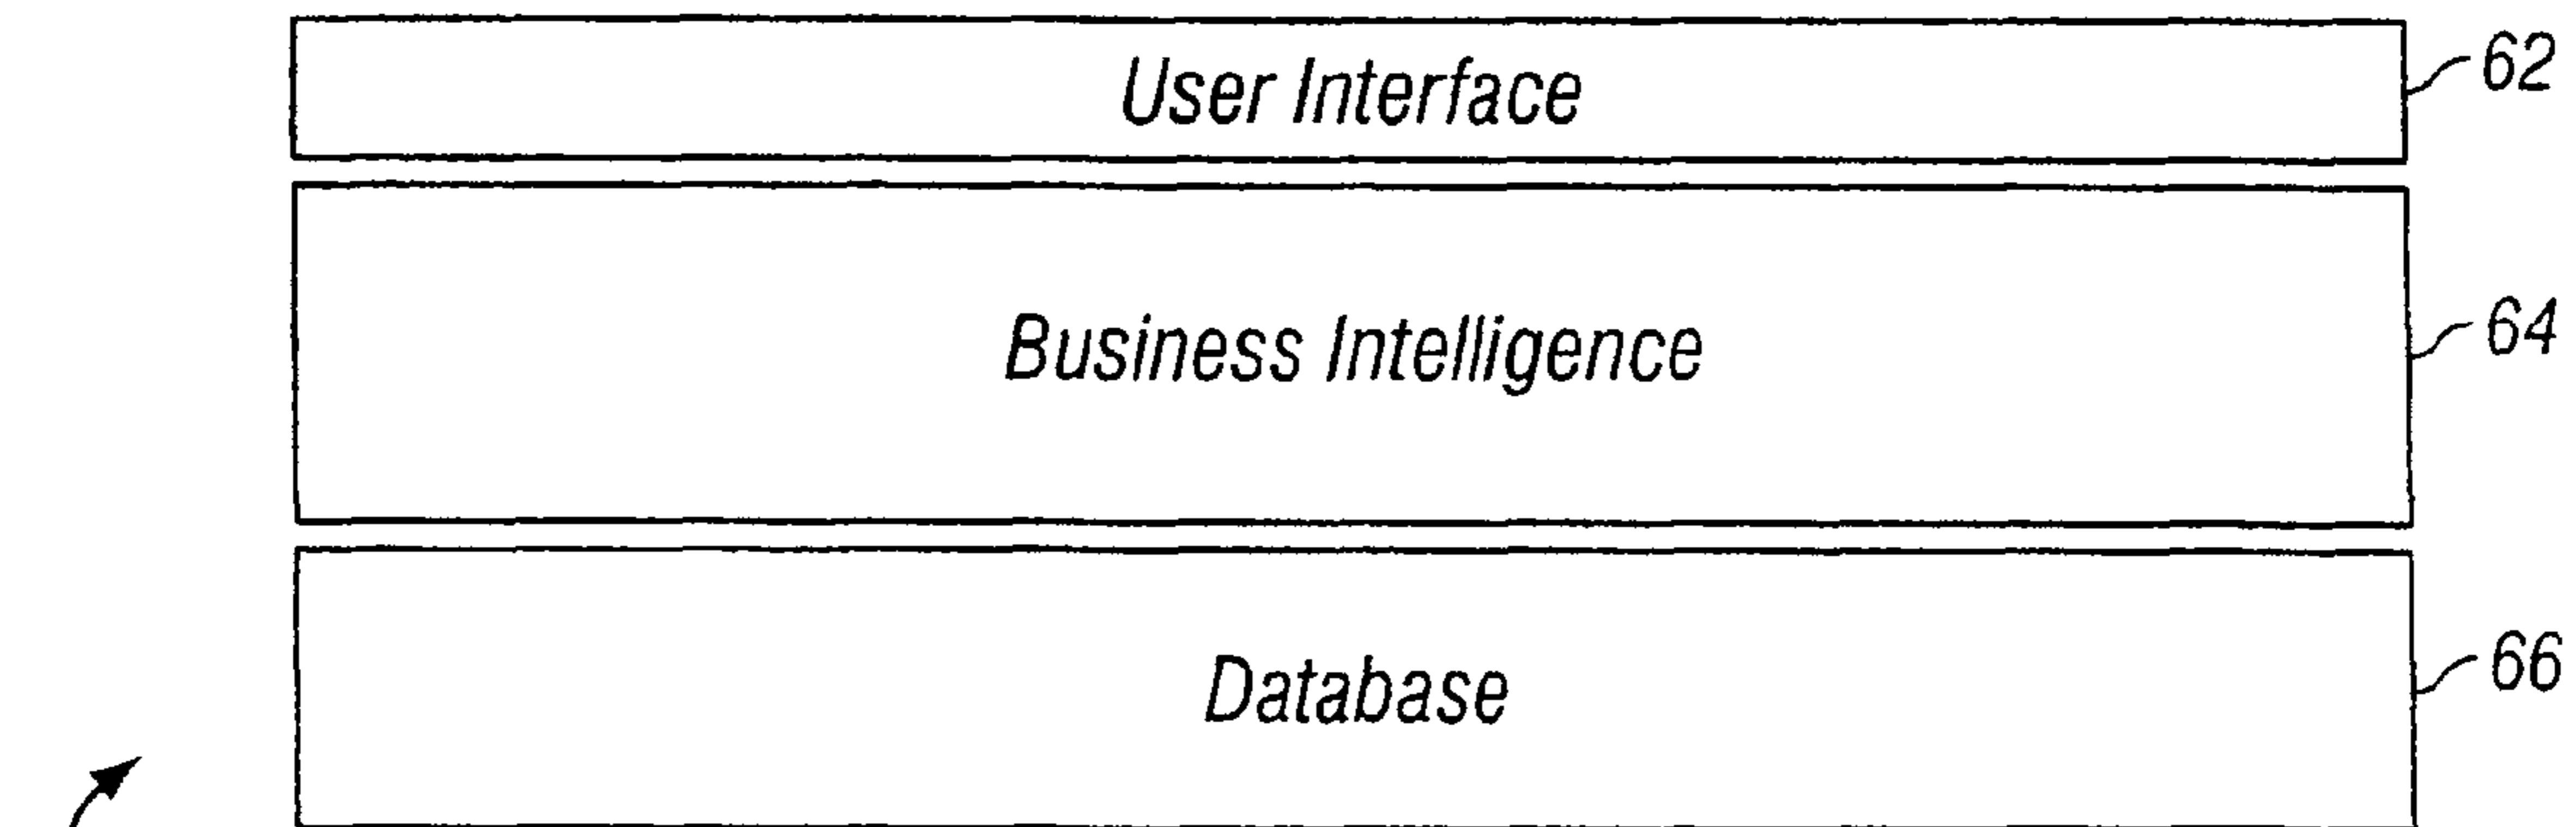 User Interface 62
Business Intelligence 64
Database 66